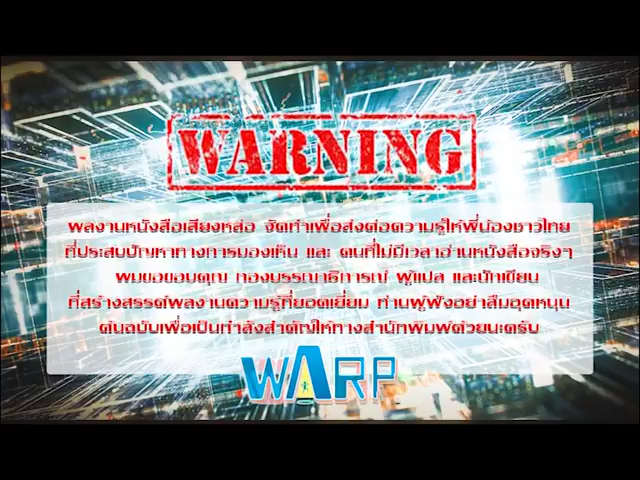 WARNING
ผลงานหนังสือเสียงหล่อ จัดทำเพื่อส่งต่อความรู้ให้พี่น้องชาวไทย
ที่ประสบปัญหาทางการมองเห็น และ คนที่ไม่มีเวลาอ่านหนังสือจริงๆ
ผมขอขอบคุณ กองบรรณาธิการณ์ ผู้แปล และนักเขียน
ที่สร้างสรรค์ผลงานความรู้ที่ยอดเยี่ยม ท่านผู้ฟังอย่าลืมอุดหนุน
ต้นฉบับเพื่อเป็นกำลังสำคัญให้ทางสำนักพิมพ์ด้วยนะครับ
WARP